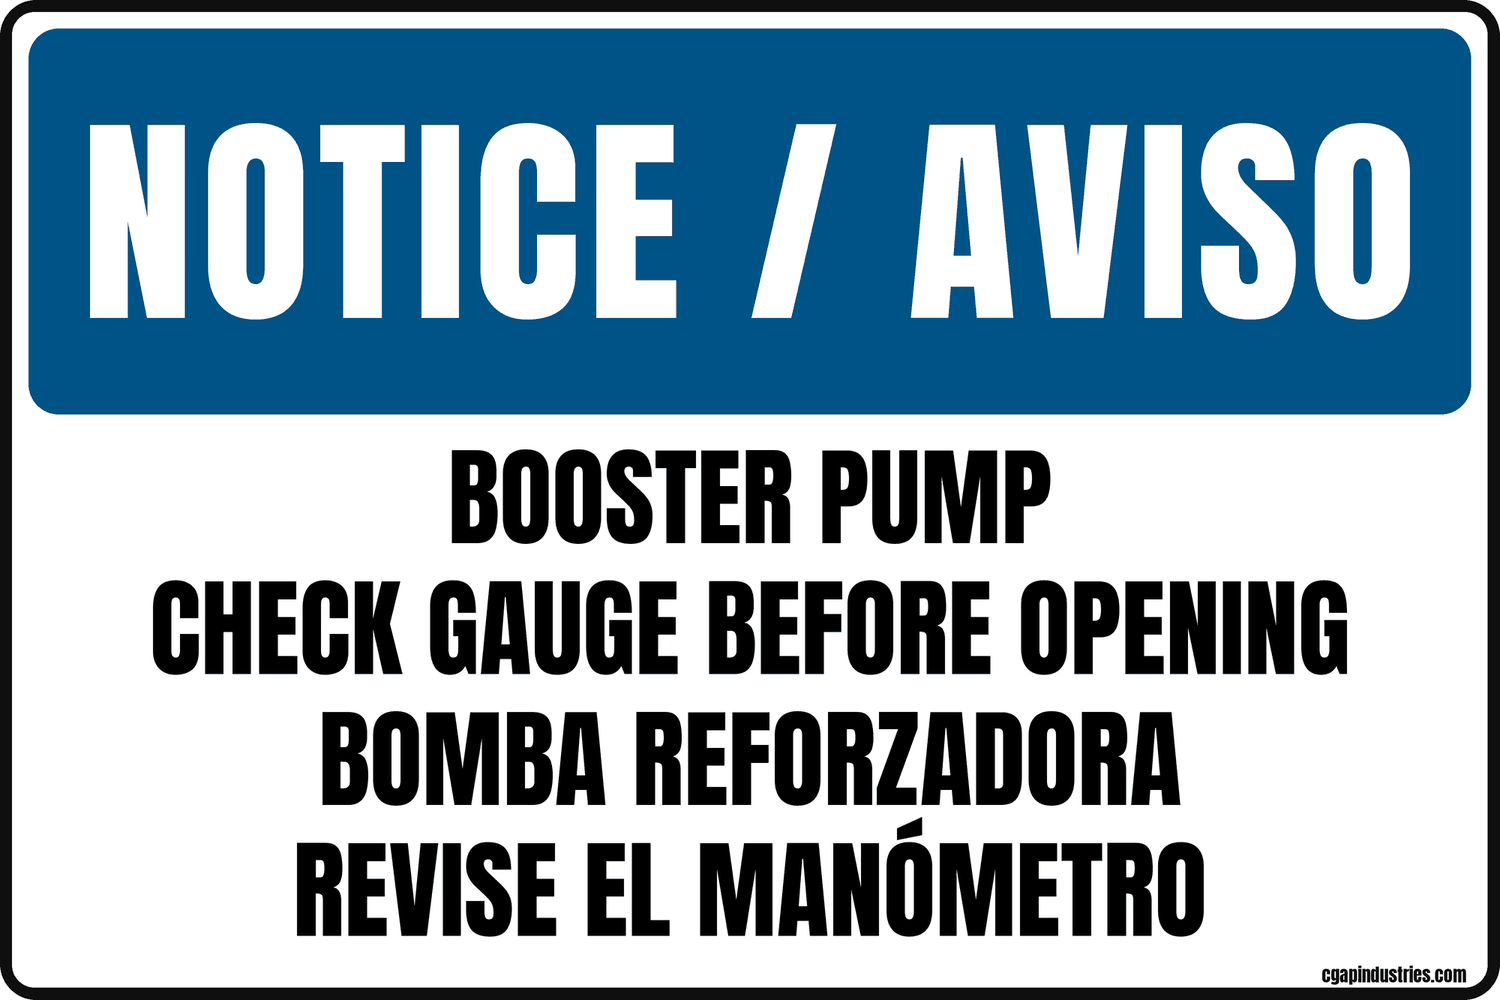 NOTICE / AVISO
BOOSTER PUMP
CHECK GAUGE BEFORE OPENING
BOMBA REFORZADORA
REVISE EL MANÓMETRO
cgapindustries.com